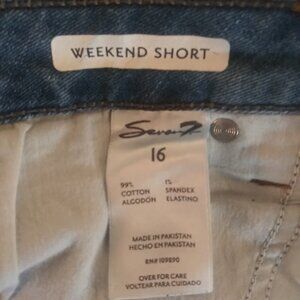 WEEKEND SHORT
Seven7
16
99% 1%
COTTON SPANDEX
ALGODÓN ELASTINO
MADE IN PAKISTAN
HECHO EN PAKISTAN
RN# 109890
OVER FOR CARE
VOLTEAR PARA CUIDADOS